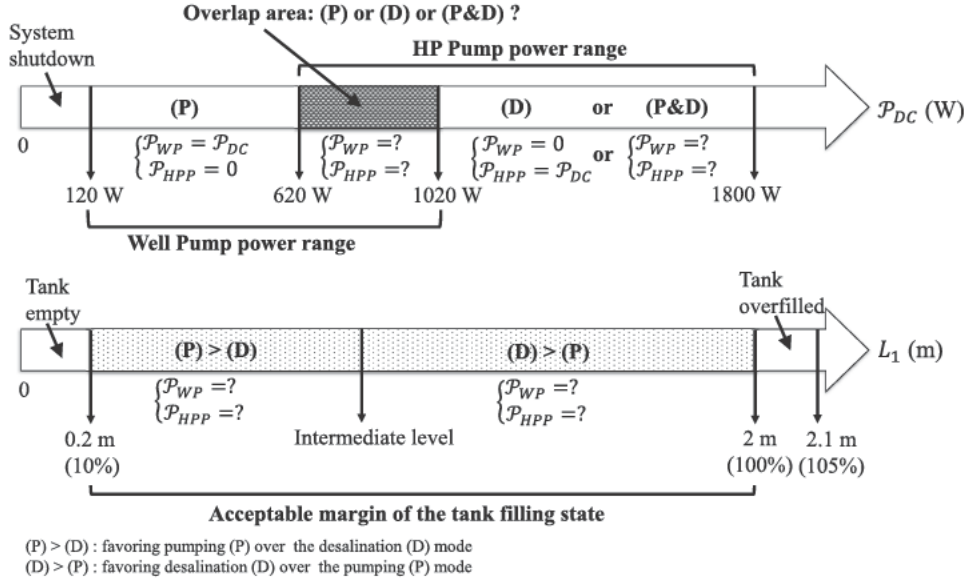 Overlap area: (P) or (D) or (P&D) ?
System
shutdown
HP Pump power range
(P)
(D) or (P&D)
𝒫_DC (W)
0
{𝒫_WP = 𝒫_DC
𝒫_HPP = 0
{𝒫_WP =?
𝒫_HPP =?
{𝒫_WP = 0
𝒫_HPP = 𝒫_DC
or
{𝒫_WP =?
𝒫_HPP =?
120 W
620 W
1020 W
1800 W
Well Pump power range
Tank
empty
Tank
overfilled
(P) > (D)
(D) > (P)
L₁ (m)
0
{𝒫_WP =?
𝒫_HPP =?
{𝒫_WP =?
𝒫_HPP =?
0.2 m
(10%)
Intermediate level
2 m
(100%)
2.1 m
(105%)
Acceptable margin of the tank filling state
(P) > (D) : favoring pumping (P) over the desalination (D) mode
(D) > (P) : favoring desalination (D) over the pumping (P) mode